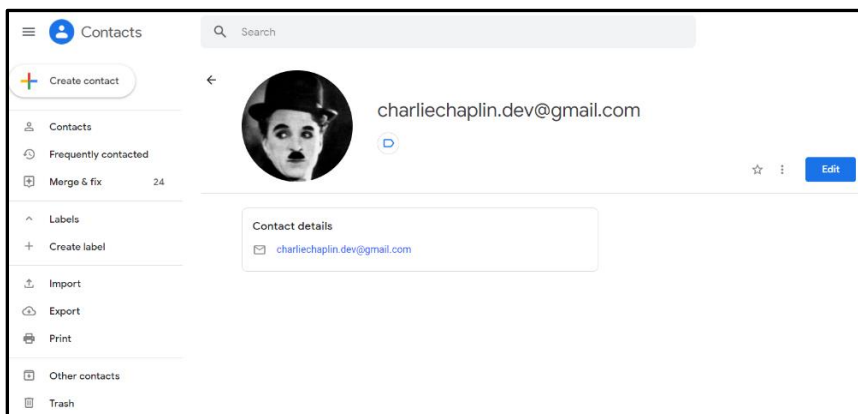 Contacts
Search
Create contact
charliechaplin.dev@gmail.com
Contacts
Frequently contacted
Merge & fix 24
Edit
Labels
Contact details
Create label
charliechaplin.dev@gmail.com
Import
Export
Print
Other contacts
Trash